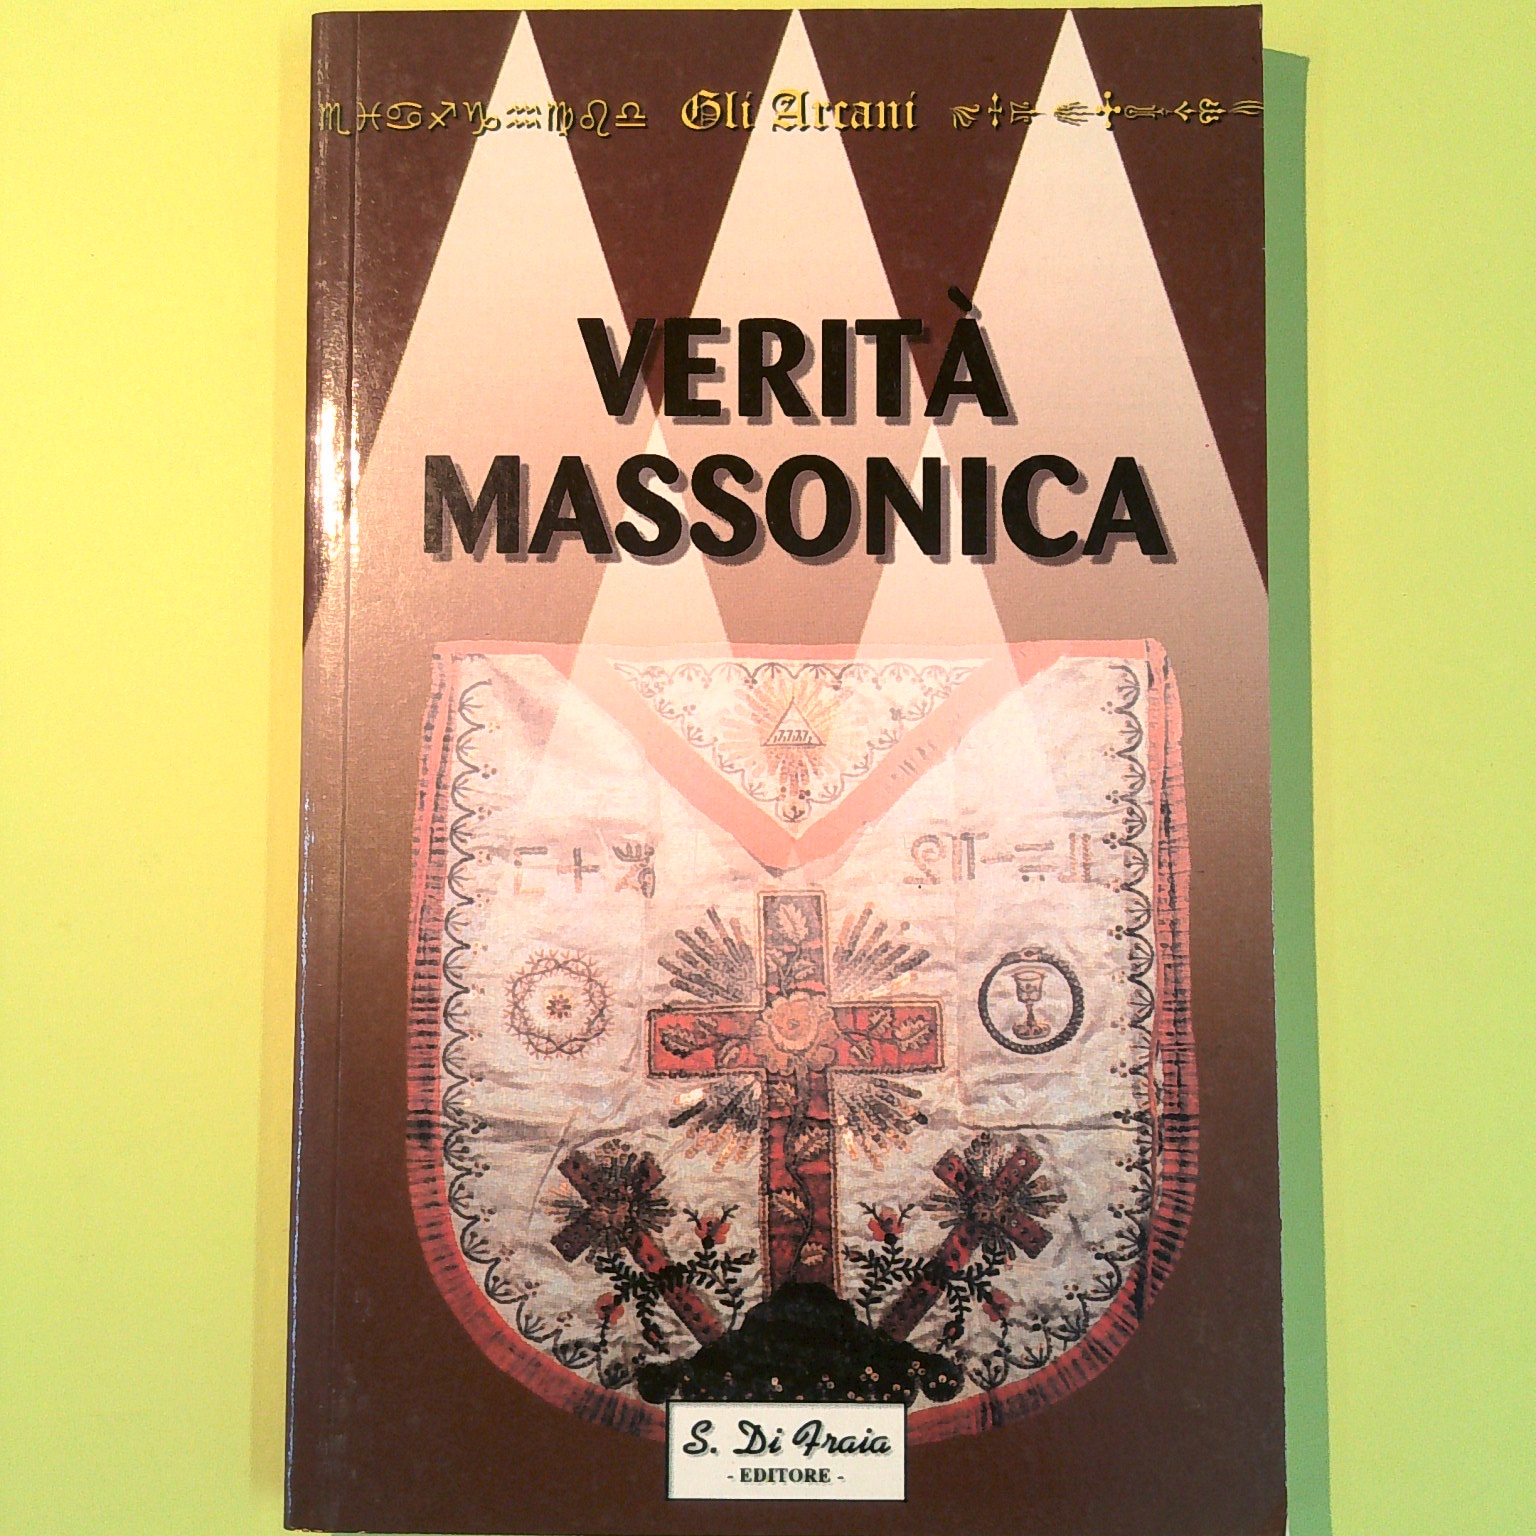 Gli Arcani
VERITÀ
MASSONICA
S. Di Fraia
- EDITORE -